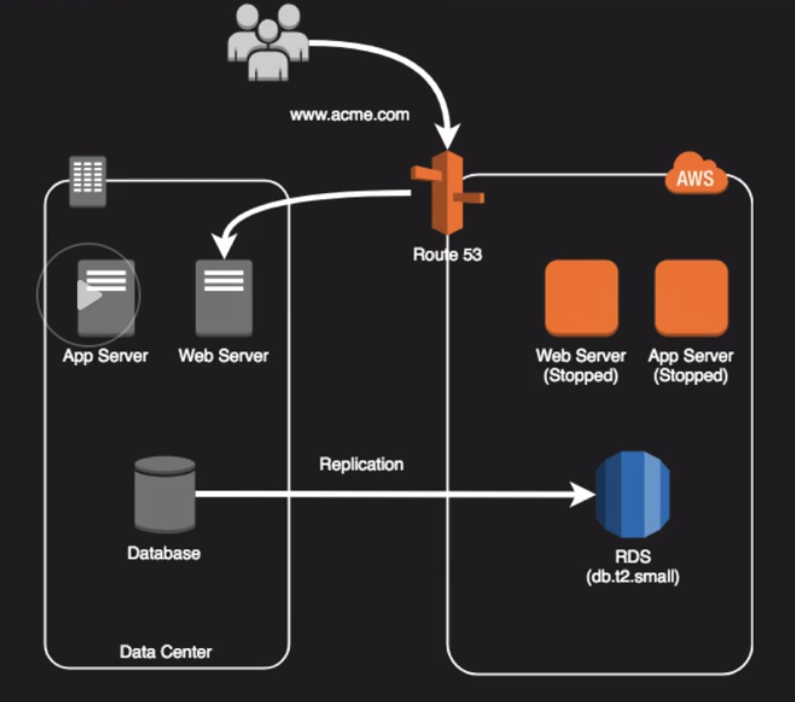 www.acme.com
AWS
Route 53
App Server
Web Server
Web Server
(Stopped)
App Server
(Stopped)
Replication
Database
RDS
(db.t2.small)
Data Center